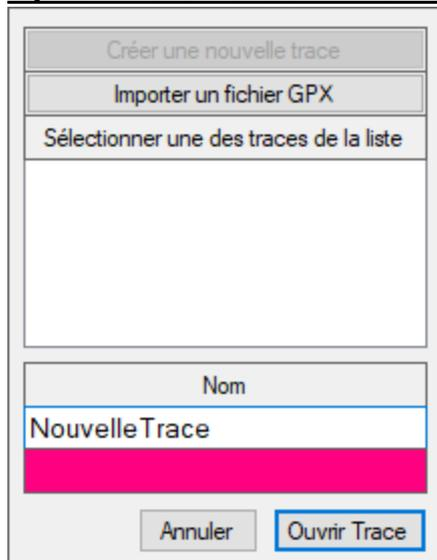 Créer une nouvelle trace
Importer un fichier GPX
Sélectionner une des traces de la liste
Nom
NouvelleTrace
Annuler
Ouvrir Trace